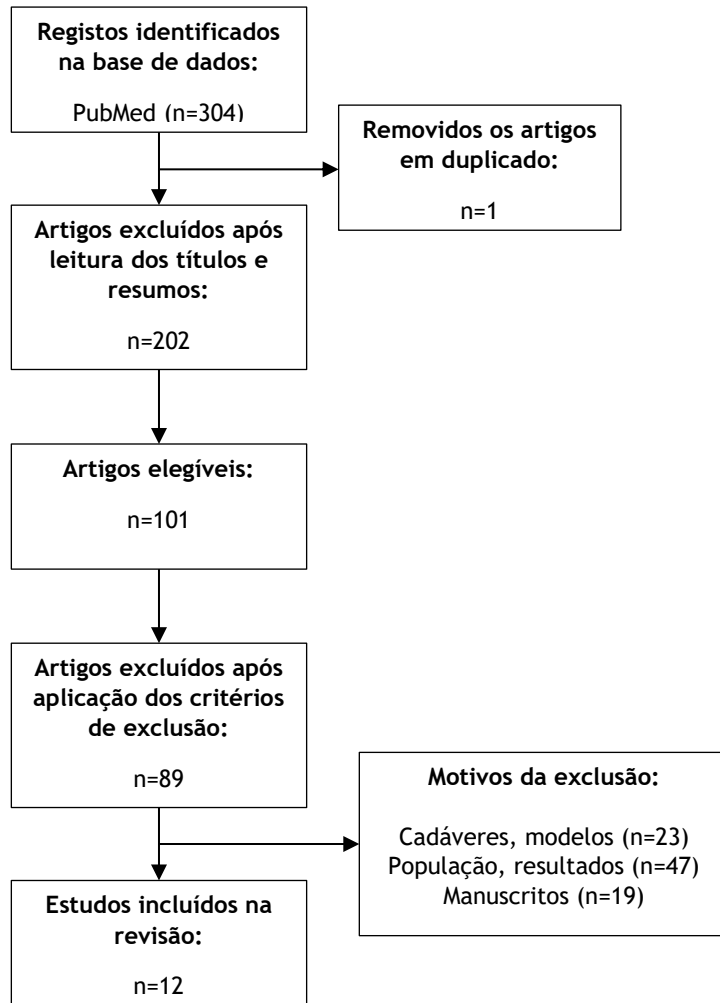 Registos identificados
na base de dados:
PubMed (n=304)
Removidos os artigos
em duplicado:
n=1
Artigos excluídos após
leitura dos títulos e
resumos:
n=202
Artigos elegíveis:
n=101
Artigos excluídos após
aplicação dos critérios
de exclusão:
n=89
Motivos da exclusão:
Cadáveres, modelos (n=23)
População, resultados (n=47)
Manuscritos (n=19)
Estudos incluídos na
revisão:
n=12